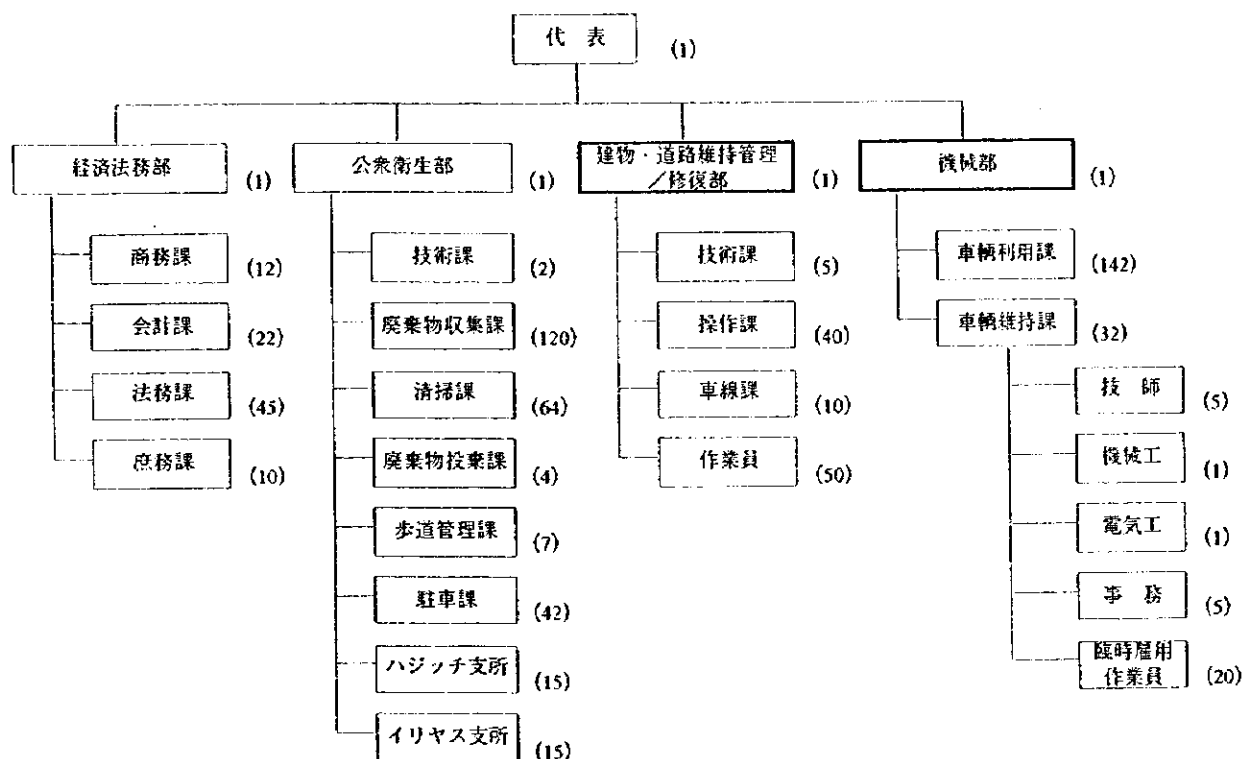 代 表 (1)
経済法務部 (1)
公衆衛生部 (1)
建物・道路維持管理
／修復部 (1)
機械部 (1)
商務課 (12)
会計課 (22)
法務課 (45)
庶務課 (10)
技術課 (2)
廃棄物収集課 (120)
清掃課 (64)
廃棄物投棄課 (4)
歩道管理課 (7)
駐車課 (42)
ハジッチ支所 (15)
イリヤス支所 (15)
技術課 (5)
操作課 (40)
車線課 (10)
作業員 (50)
車輌利用課 (142)
車輌維持課 (32)
技 師 (5)
機械工 (1)
電気工 (1)
事 務 (5)
臨時雇用
作業員 (20)